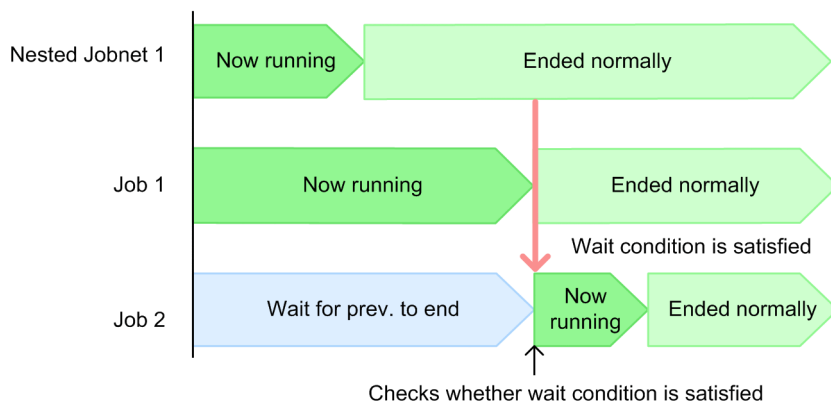 Nested Jobnet 1
Now running
Ended normally
Job 1
Now running
Ended normally
Wait condition is satisfied
Job 2
Wait for prev. to end
Now
running
Ended normally
Checks whether wait condition is satisfied